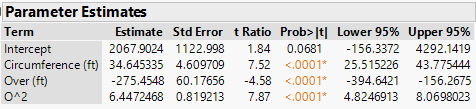 Parameter Estimates
Term Estimate Std Error t Ratio Prob>|t| Lower 95% Upper 95%
Intercept 2067.9024 1122.998 1.84 0.0681 -156.3372 4292.1419
Circumference (ft) 34.645335 4.609709 7.52 <.0001* 25.515226 43.775444
Over (ft) -275.4548 60.17656 -4.58 <.0001* -394.6421 -156.2675
O^2 6.4472468 0.819213 7.87 <.0001* 4.8246913 8.0698023